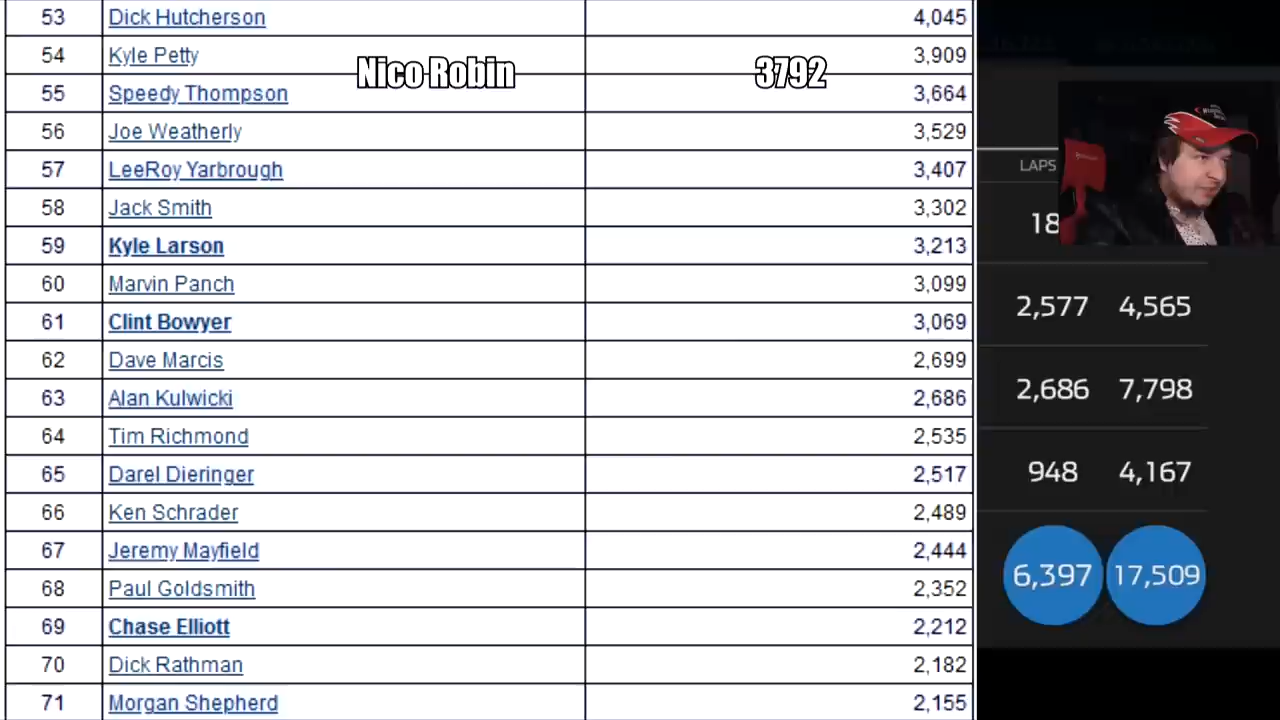 53 Dick Hutcherson 4,045
54 Kyle Petty 3,909
Nico Robin 3792
55 Speedy Thompson 3,664
56 Joe Weatherly 3,529
57 LeeRoy Yarbrough 3,407
58 Jack Smith 3,302
59 Kyle Larson 3,213
60 Marvin Panch 3,099
61 Clint Bowyer 3,069
62 Dave Marcis 2,699
63 Alan Kulwicki 2,686
64 Tim Richmond 2,535
65 Darel Dieringer 2,517
66 Ken Schrader 2,489
67 Jeremy Mayfield 2,444
68 Paul Goldsmith 2,352
69 Chase Elliott 2,212
70 Dick Rathman 2,182
71 Morgan Shepherd 2,155
LAPS
18
2,577 4,565
2,686 7,798
948 4,167
6,397 17,509